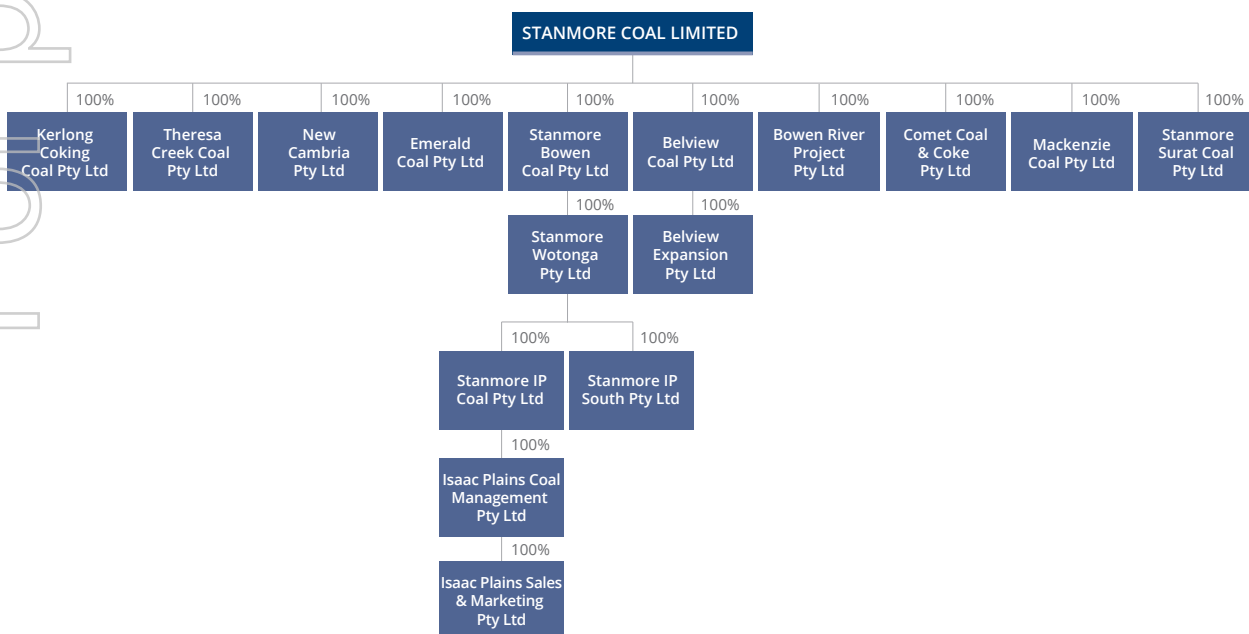 STANMORE COAL LIMITED
100%
100%
100%
100%
100%
100%
100%
100%
100%
100%
Kerlong
Coking
Coal Pty Ltd
Theresa
Creek Coal
Pty Ltd
New
Cambria
Pty Ltd
Emerald
Coal Pty Ltd
Stanmore
Bowen
Coal Pty Ltd
Belview
Coal Pty Ltd
Bowen River
Project
Pty Ltd
Comet Coal
& Coke
Pty Ltd
Mackenzie
Coal Pty Ltd
Stanmore
Surat Coal
Pty Ltd
100%
100%
Stanmore
Wotonga
Pty Ltd
Belview
Expansion
Pty Ltd
100%
100%
Stanmore IP
Coal Pty Ltd
Stanmore IP
South Pty Ltd
100%
Isaac Plains Coal
Management
Pty Ltd
100%
Isaac Plains Sales
& Marketing
Pty Ltd